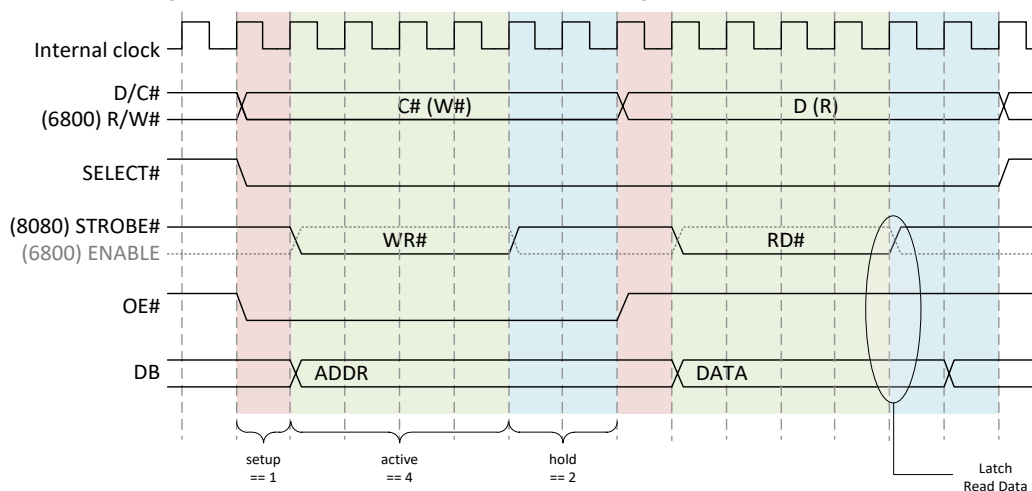 Internal clock
D/C#
(6800) R/W#
C# (W#)
D (R)
SELECT#
(8080) STROBE#
(6800) ENABLE
WR#
RD#
OE#
DB
ADDR
DATA
setup
== 1
active
== 4
hold
== 2
Latch
Read Data